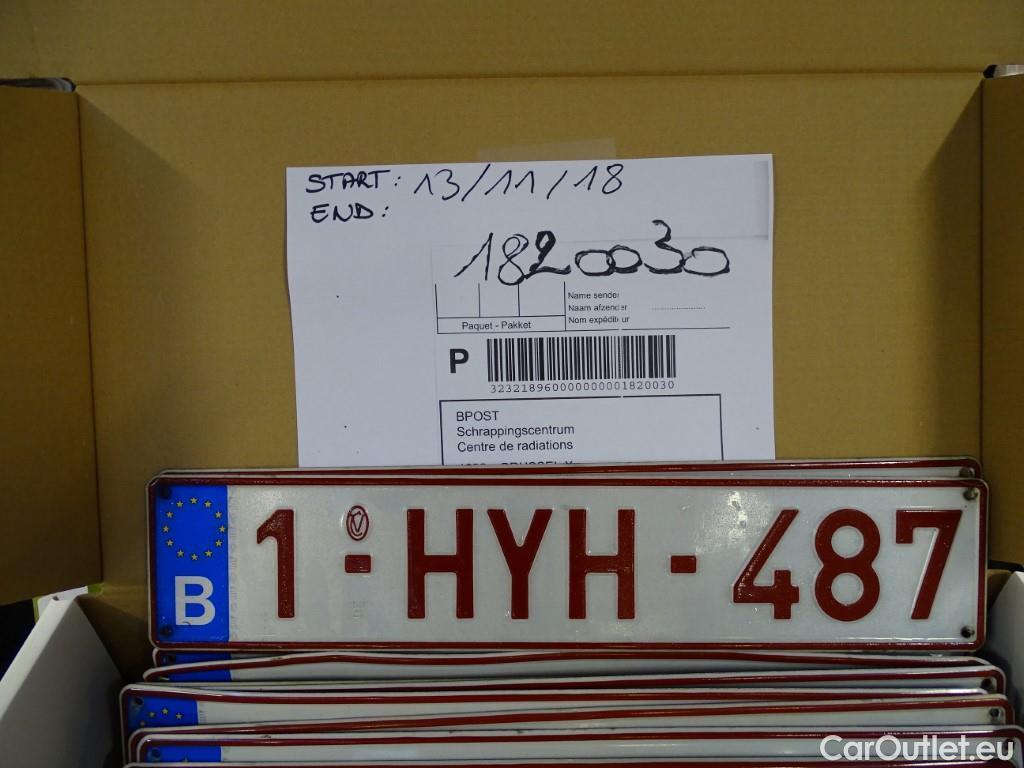 START: 13/11/18
END:
1820030
Name sender
Naam afzender
Nom expéditeur
Paquet - Pakket
P
323218960000000001820030
BPOST
Schrappingscentrum
Centre de radiations
B 1-HYH-487
CarOutlet.eu